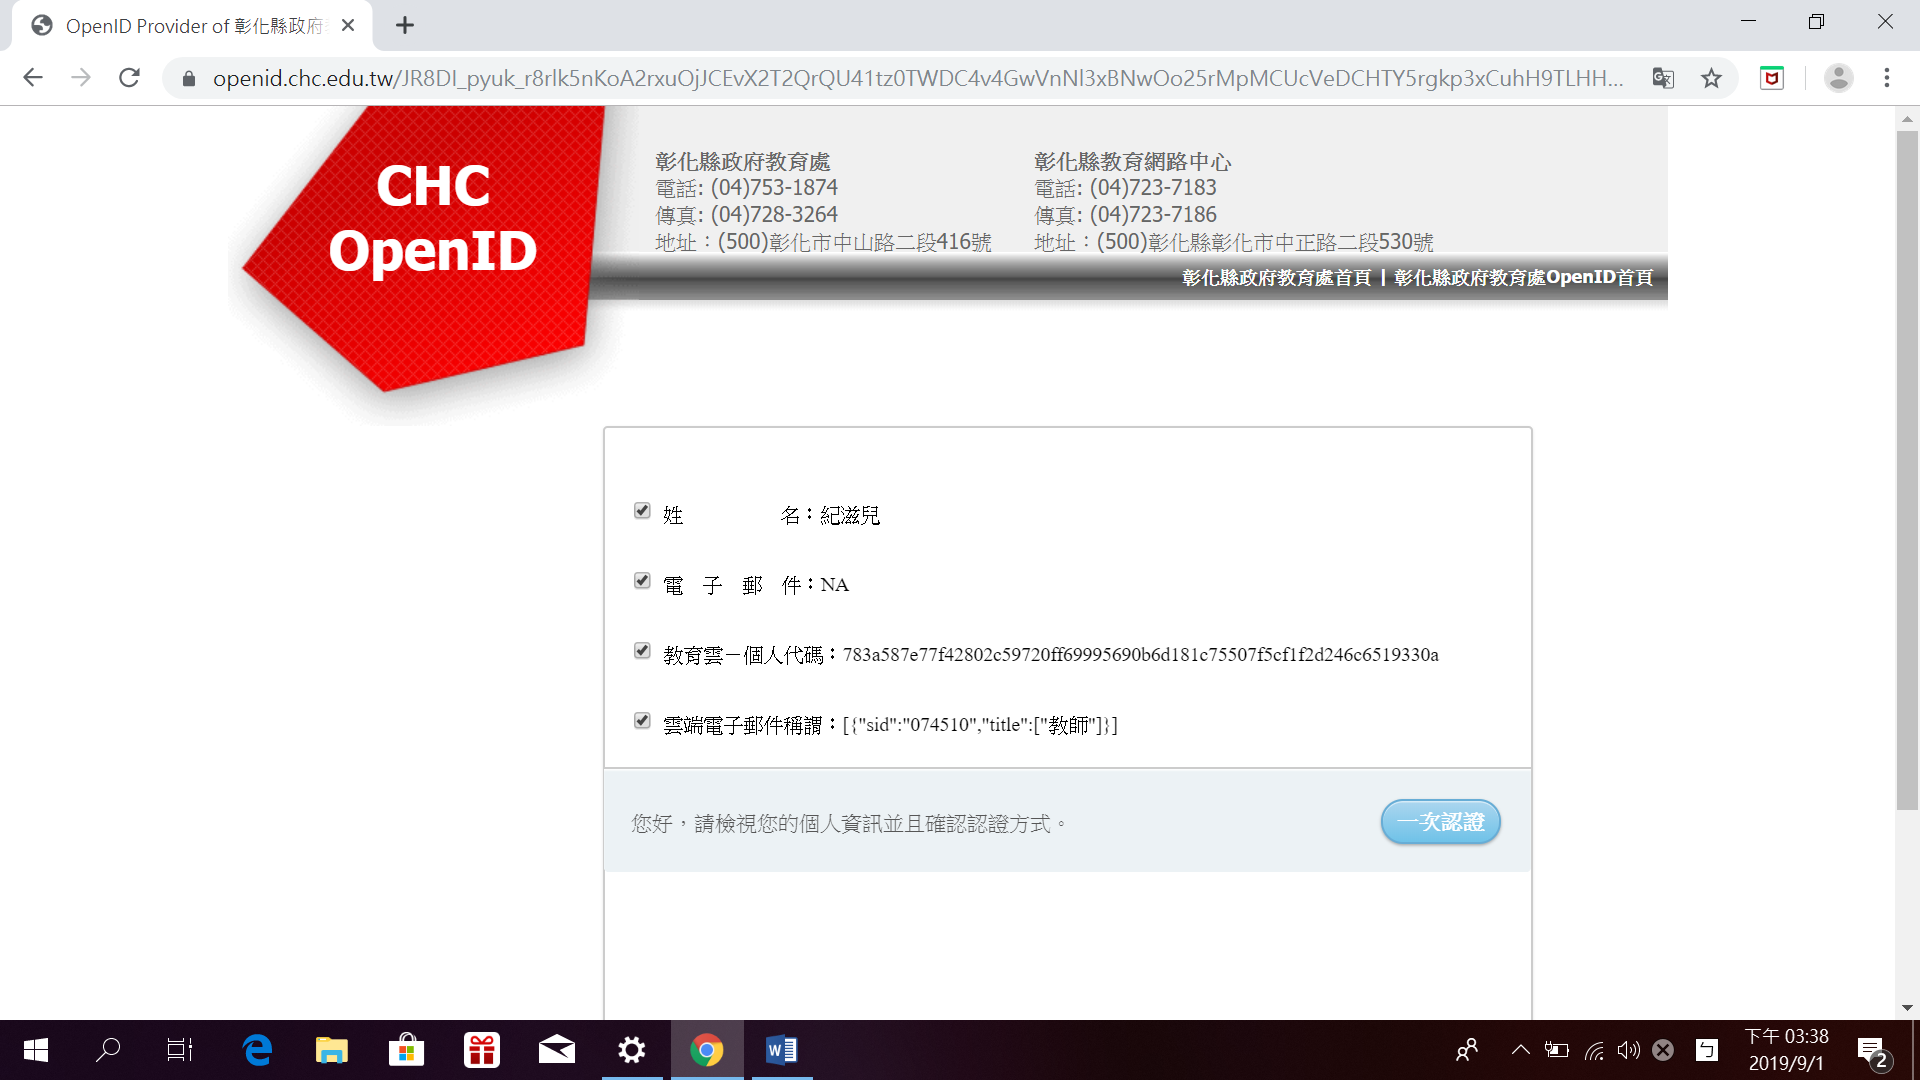 OpenID Provider of 彰化縣政府
openid.chc.edu.tw/JR8DI_pyuk_r8rlk5nKoA2rxuOjJCEvX2T2QrQU41tz0TWDC4v4GwVnNl3xBNwOo25rMpMCUcVeDCHTY5rgkp3xCuhH9TLHH...
CHC
OpenID
彰化縣政府教育處
電話: (04)753-1874
傳真: (04)728-3264
地址：(500)彰化市中山路二段416號
彰化縣教育網路中心
電話: (04)723-7183
傳真: (04)723-7186
地址：(500)彰化縣彰化市中正路二段530號
彰化縣政府教育處首頁 | 彰化縣政府教育處OpenID首頁
姓 名：紀滋兒
電 子 郵 件：NA
教育雲－個人代碼：783a587e77f42802c59720ff69995690b6d181c75507f5cf1f2d246c6519330a
雲端電子郵件稱謂：[{"sid":"074510","title":["教師"]}]
您好，請檢視您的個人資訊並且確認認證方式。
一次認證
下午 03:38
2019/9/1
2